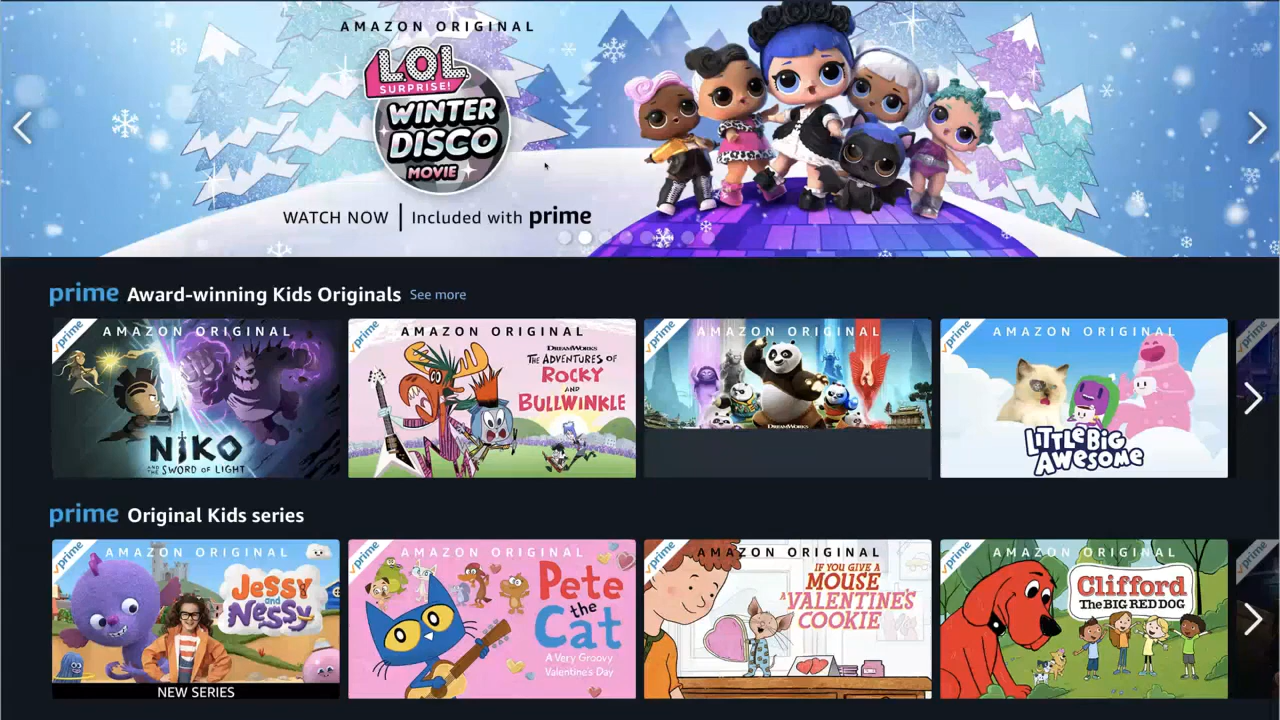 AMAZON ORIGINAL
L.O.L.
SURPRISE!
WINTER
DISCO
MOVIE
WATCH NOW | Included with prime
prime Award-winning Kids Originals See more
prime
AMAZON ORIGINAL
NIKO
AND THE SWORD OF LIGHT
prime
AMAZON ORIGINAL
DREAMWORKS
THE ADVENTURES OF
ROCKY
AND
BULLWINKLE
prime
AMAZON ORIGINAL
DREAMWORKS
prime
AMAZON ORIGINAL
LITTLE BIG
AWESOME
prime
prime Original Kids series
prime
AMAZON ORIGINAL
Jessy
and
Nessy
NEW SERIES
prime
AMAZON ORIGINAL
Pete
the
Cat
A Very Groovy
Valentine's Day
prime
AMAZON ORIGINAL
IF YOU GIVE A
MOUSE
A VALENTINE'S
COOKIE
prime
AMAZON ORIGINAL
Clifford
The BIG RED DOG
prime